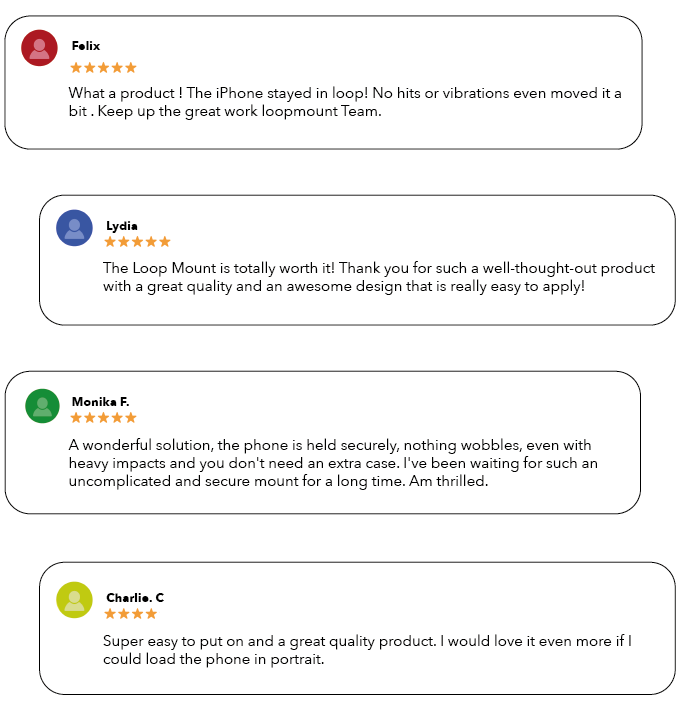 Felix
What a product ! The iPhone stayed in loop! No hits or vibrations even moved it a
bit . Keep up the great work loopmount Team.
Lydia
The Loop Mount is totally worth it! Thank you for such a well-thought-out product
with a great quality and an awesome design that is really easy to apply!
Monika F.
A wonderful solution, the phone is held securely, nothing wobbles, even with
heavy impacts and you don't need an extra case. I've been waiting for such an
uncomplicated and secure mount for a long time. Am thrilled.
Charlie. C
Super easy to put on and a great quality product. I would love it even more if I
could load the phone in portrait.